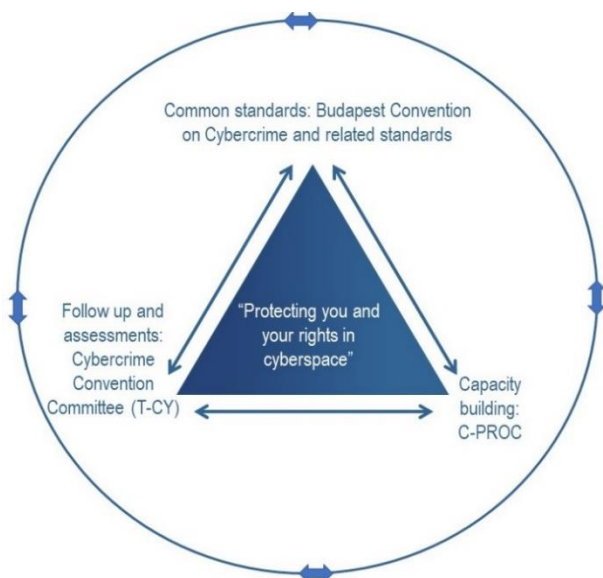 Common standards: Budapest Convention
on Cybercrime and related standards
"Protecting you and
your rights in
cyberspace"
Follow up and
assessments:
Cybercrime
Convention
Committee (T-CY)
Capacity
building:
C-PROC